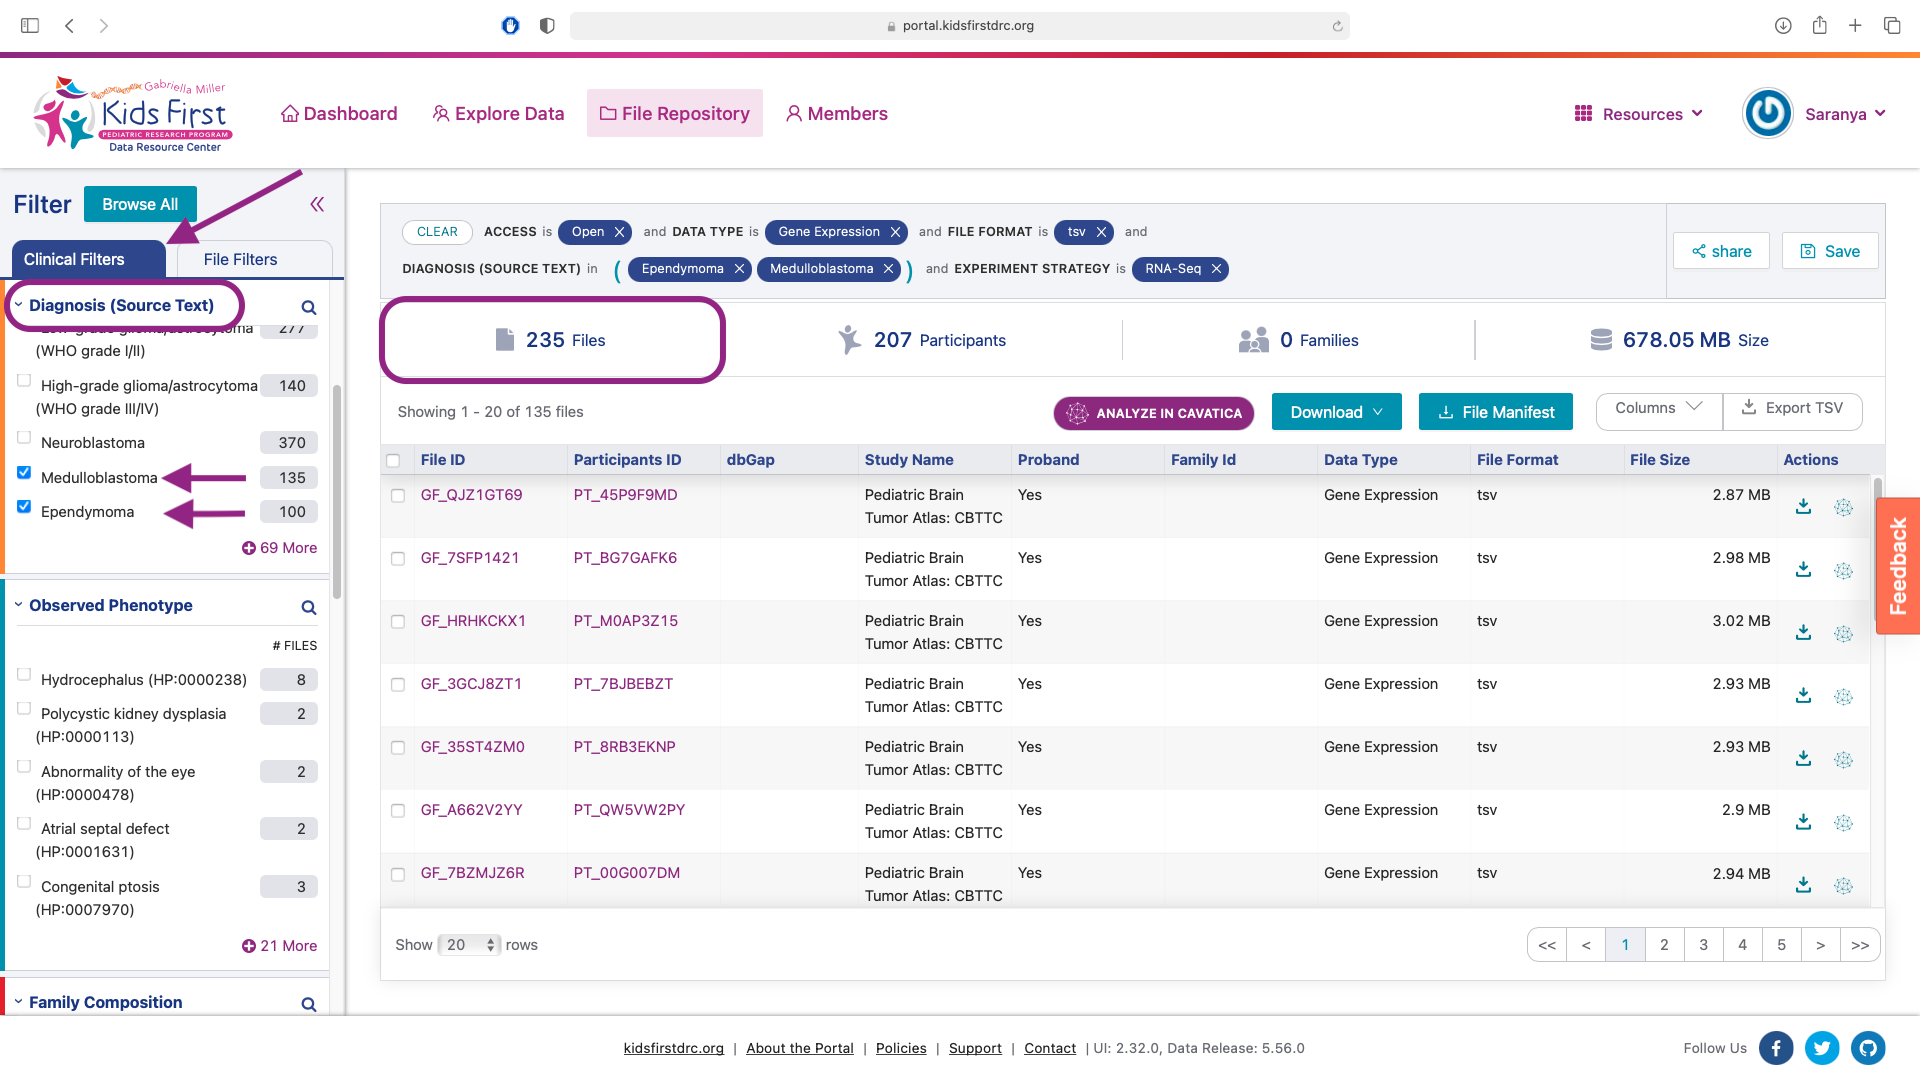 portal.kidsfirstdrc.org
Gabriella Miller
Kids First
PEDIATRIC RESEARCH PROGRAM
Data Resource Center
Dashboard
Explore Data
File Repository
Members
Resources
Saranya
Filter
Browse All
Clinical Filters
File Filters
Diagnosis (Source Text)
Low-grade glioma/astrocytoma 277
(WHO grade I/II)
High-grade glioma/astrocytoma 140
(WHO grade III/IV)
Neuroblastoma 370
Medulloblastoma 135
Ependymoma 100
69 More
Observed Phenotype
# FILES
Hydrocephalus (HP:0000238) 8
Polycystic kidney dysplasia 2
(HP:0000113)
Abnormality of the eye 2
(HP:0000478)
Atrial septal defect 2
(HP:0001631)
Congenital ptosis 3
(HP:0007970)
21 More
Family Composition
CLEAR ACCESS is Open and DATA TYPE is Gene Expression and FILE FORMAT is tsv and
DIAGNOSIS (SOURCE TEXT) in ( Ependymoma Medulloblastoma ) and EXPERIMENT STRATEGY is RNA-Seq
share
Save
235 Files
207 Participants
0 Families
678.05 MB Size
Showing 1 - 20 of 135 files
ANALYZE IN CAVATICA
Download
File Manifest
Columns
Export TSV
File ID Participants ID dbGap Study Name Proband Family Id Data Type File Format File Size Actions
GF_QJZ1GT69 PT_45P9F9MD Pediatric Brain Yes Gene Expression tsv 2.87 MB
Tumor Atlas: CBTTC
GF_7SFP1421 PT_BG7GAFK6 Pediatric Brain Yes Gene Expression tsv 2.98 MB
Tumor Atlas: CBTTC
GF_HRHKCKX1 PT_M0AP3Z15 Pediatric Brain Yes Gene Expression tsv 3.02 MB
Tumor Atlas: CBTTC
GF_3GCJ8ZT1 PT_7BJBEBZT Pediatric Brain Yes Gene Expression tsv 2.93 MB
Tumor Atlas: CBTTC
GF_35ST4ZM0 PT_8RB3EKNP Pediatric Brain Yes Gene Expression tsv 2.93 MB
Tumor Atlas: CBTTC
GF_A662V2YY PT_QW5VW2PY Pediatric Brain Yes Gene Expression tsv 2.9 MB
Tumor Atlas: CBTTC
GF_7BZMJZ6R PT_00G007DM Pediatric Brain Yes Gene Expression tsv 2.94 MB
Tumor Atlas: CBTTC
Feedback
Show 20 rows
<< < 1 2 3 4 5 > >>
kidsfirstdrc.org | About the Portal | Policies | Support | Contact | UI: 2.32.0, Data Release: 5.56.0
Follow Us